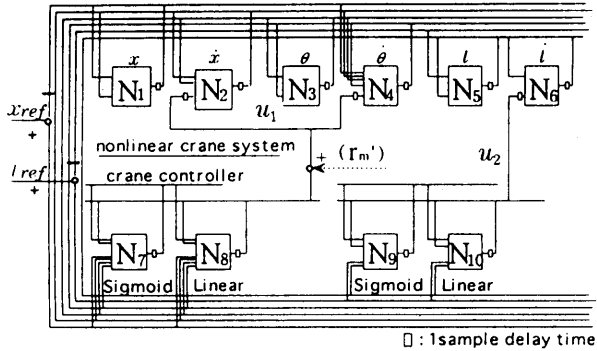 x ẋ θ θ̇ l l̇
N1 N2 N3 N4 N5 N6
xref
+
u1
nonlinear crane system
+ (rm')
u2
lref
+
crane controller
N7 N8 N9 N10
Sigmoid Linear Sigmoid Linear
▯ : 1sample delay time